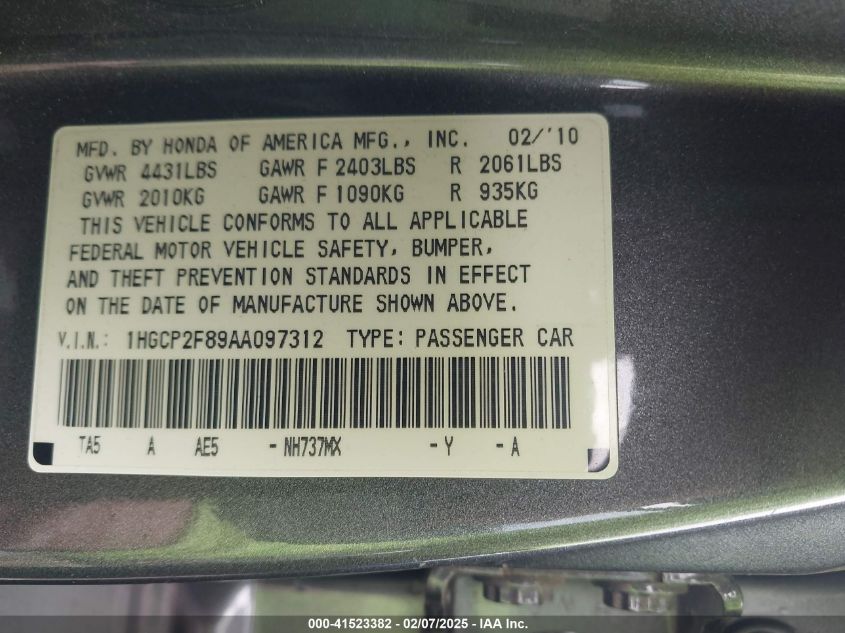 MFD. BY HONDA OF AMERICA MFG., INC. 02/'10
GVWR 4431LBS GAWR F 2403LBS R 2061LBS
GVWR 2010KG GAWR F 1090KG R 935KG
THIS VEHICLE CONFORMS TO ALL APPLICABLE
FEDERAL MOTOR VEHICLE SAFETY, BUMPER,
AND THEFT PREVENTION STANDARDS IN EFFECT
ON THE DATE OF MANUFACTURE SHOWN ABOVE.
V.I.N.: 1HGCP2F89AA097312 TYPE: PASSENGER CAR
TA5 A AE5 - NH737MX - Y - A
000-41523382 - 02/07/2025 - IAA Inc.